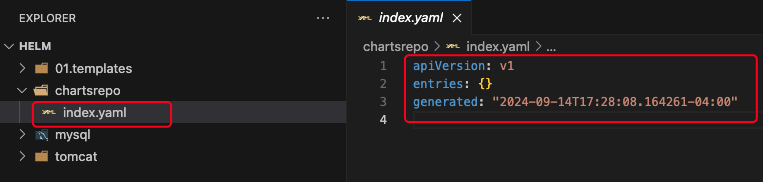 EXPLORER
...
HELM
01.templates
chartsrepo
index.yaml
mysql
tomcat
index.yaml
chartsrepo > index.yaml > ...
1 apiVersion: v1
2 entries: {}
3 generated: "2024-09-14T17:28:08.164261-04:00"
4